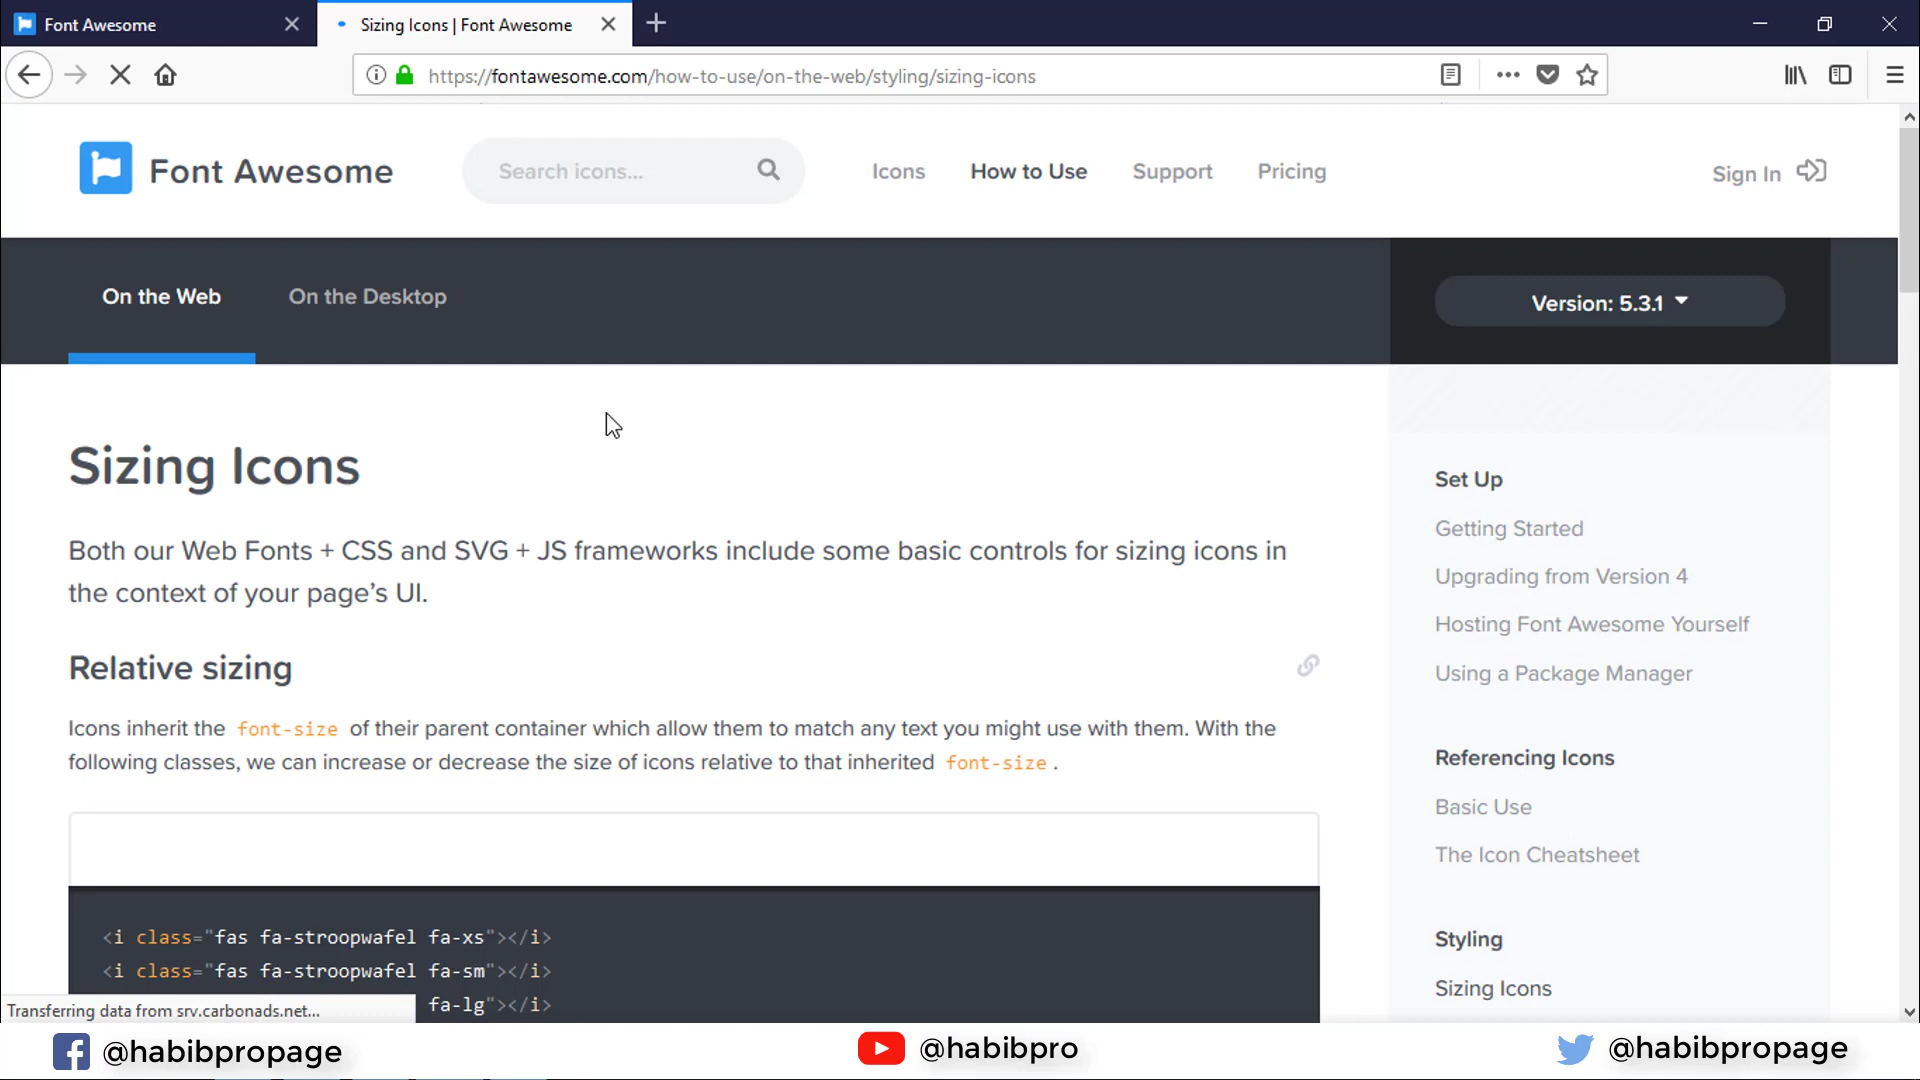 Font Awesome
Sizing Icons | Font Awesome
https://fontawesome.com/how-to-use/on-the-web/styling/sizing-icons
Font Awesome
Search icons...
Icons
How to Use
Support
Pricing
Sign In
On the Web
On the Desktop
Version: 5.3.1
Sizing Icons
Both our Web Fonts + CSS and SVG + JS frameworks include some basic controls for sizing icons in
the context of your page’s UI.
Relative sizing
Icons inherit the font-size of their parent container which allow them to match any text you might use with them. With the
following classes, we can increase or decrease the size of icons relative to that inherited font-size .
<i class="fas fa-stroopwafel fa-xs"></i>
<i class="fas fa-stroopwafel fa-sm"></i>
fa-lg"></i>
Set Up
Getting Started
Upgrading from Version 4
Hosting Font Awesome Yourself
Using a Package Manager
Referencing Icons
Basic Use
The Icon Cheatsheet
Styling
Sizing Icons
Transferring data from srv.carbonads.net...
@habibpropage
@habibpro
@habibpropage